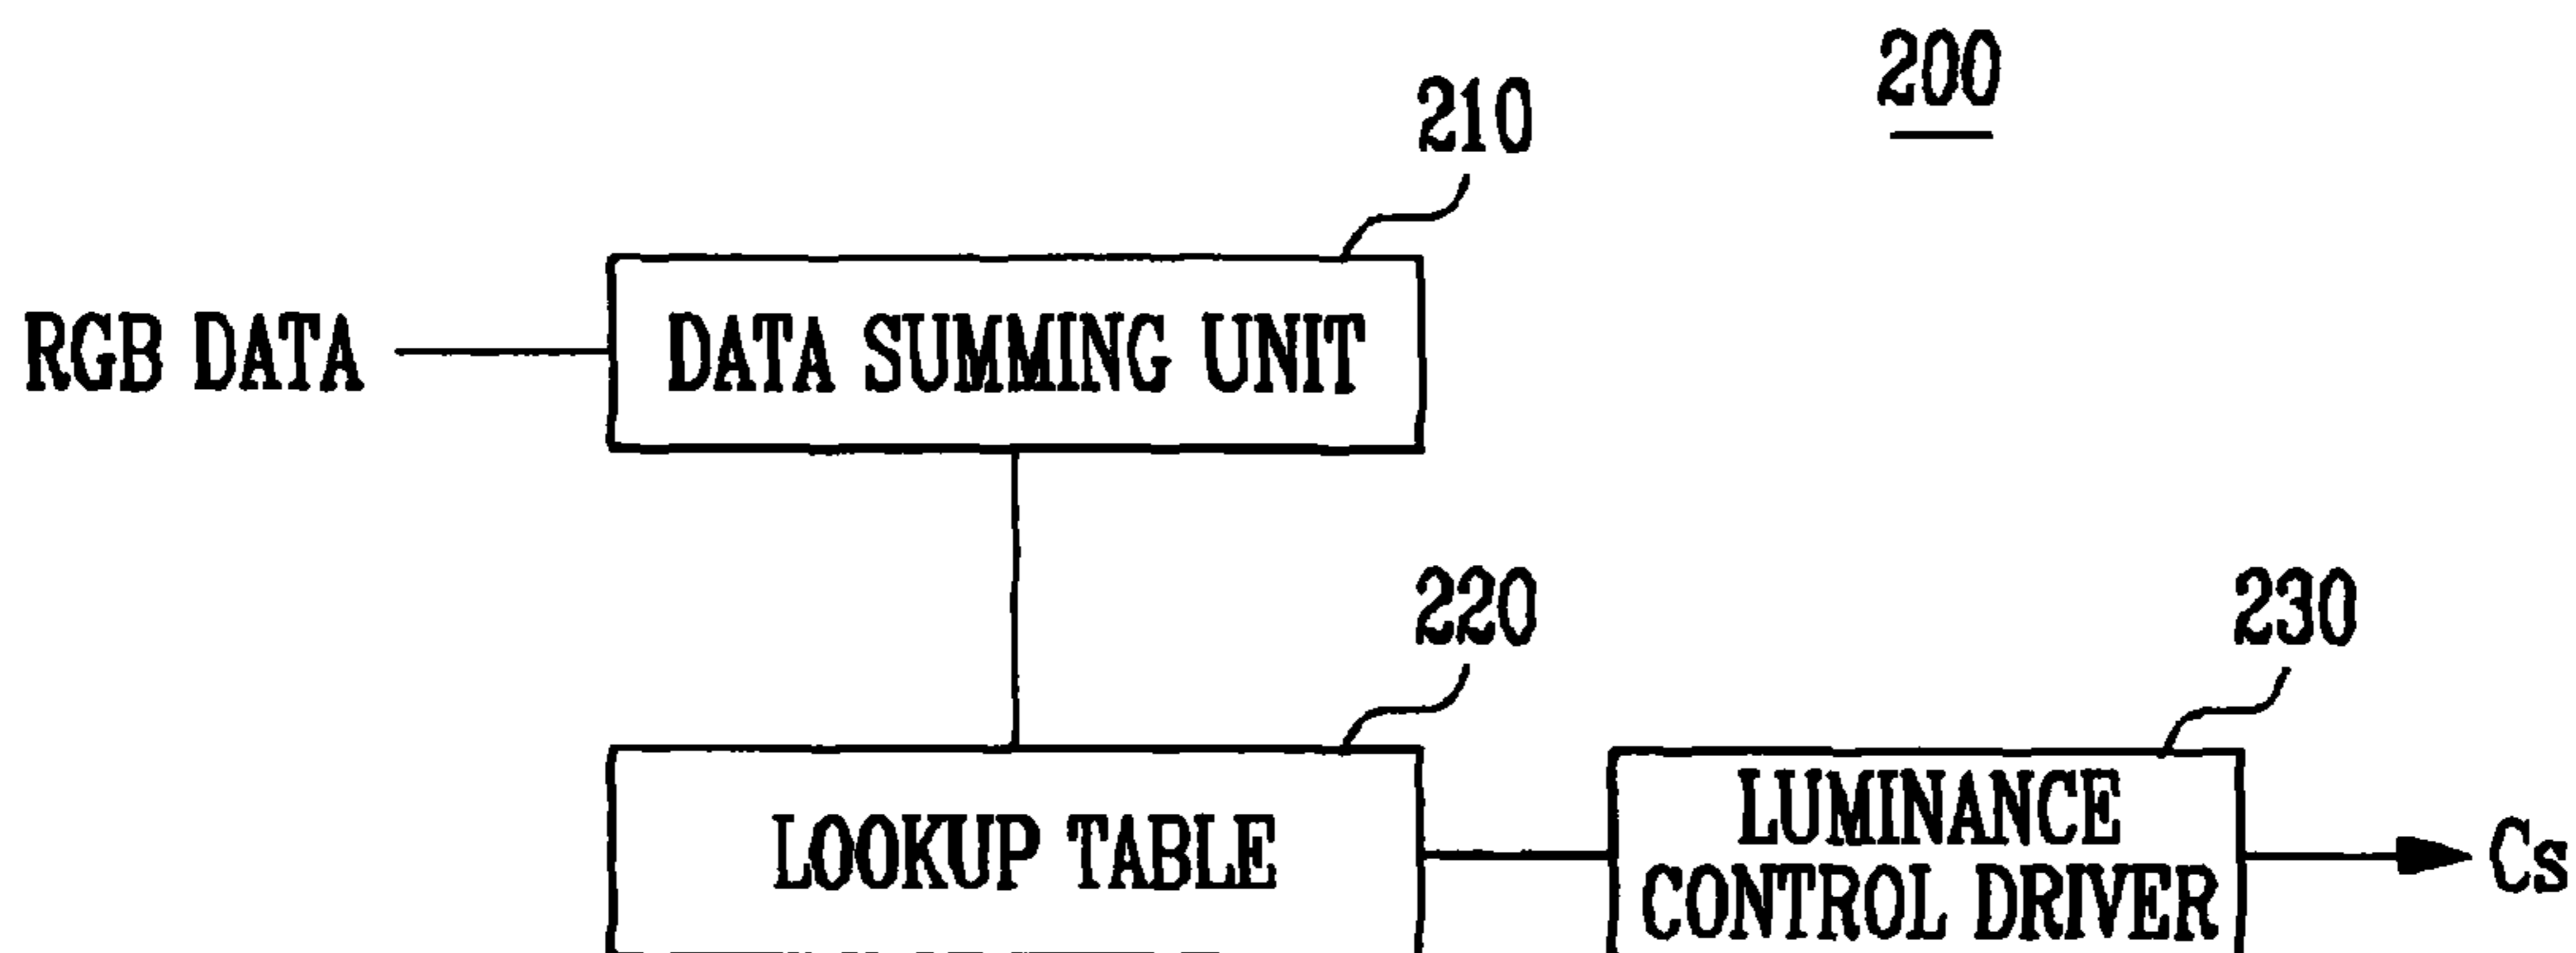 200
210
RGB DATA
DATA SUMMING UNIT
220
230
LOOKUP TABLE
LUMINANCE
CONTROL DRIVER
Cs